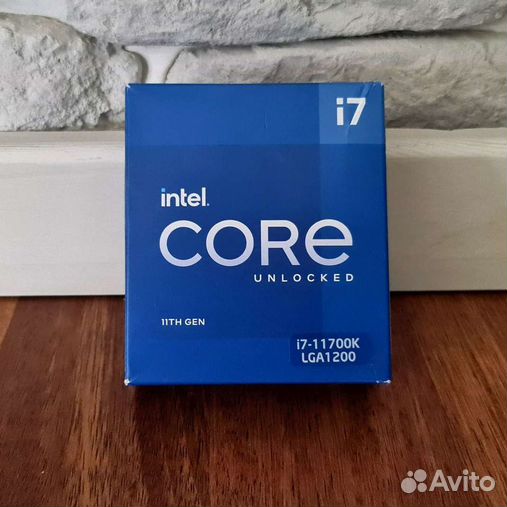 i7
intel.
CORE
UNLOCKED
11TH GEN
i7-11700K
LGA1200
Avito